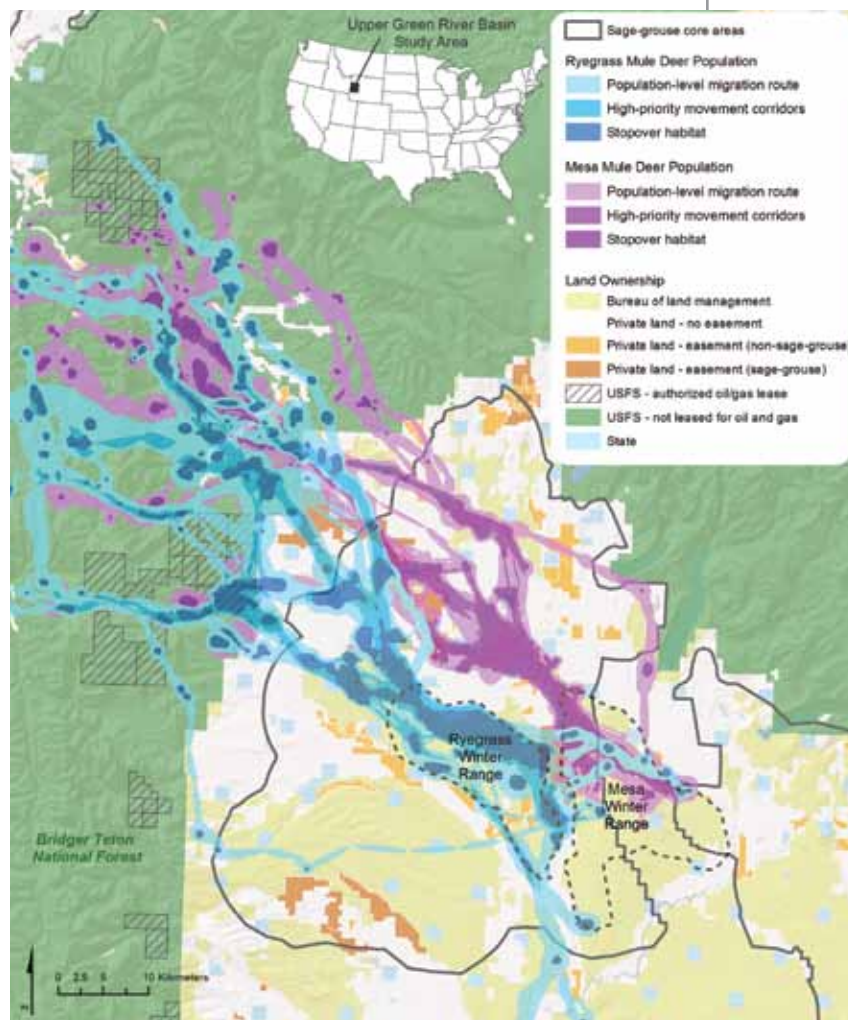 Upper Green River Basin
Study Area
Sage-grouse core areas
Ryegrass Mule Deer Population
Population-level migration route
High-priority movement corridors
Stopover habitat
Mesa Mule Deer Population
Population-level migration route
High-priority movement corridors
Stopover habitat
Land Ownership
Bureau of land management
Private land - no easement
Private land - easement (non-sage-grouse)
Private land - easement (sage-grouse)
USFS - authorized oil/gas lease
USFS - not leased for oil and gas
State
Ryegrass
Winter
Range
Mesa
Winter
Range
Bridger Teton
National Forest
0 2.5 5 10 Kilometers
N